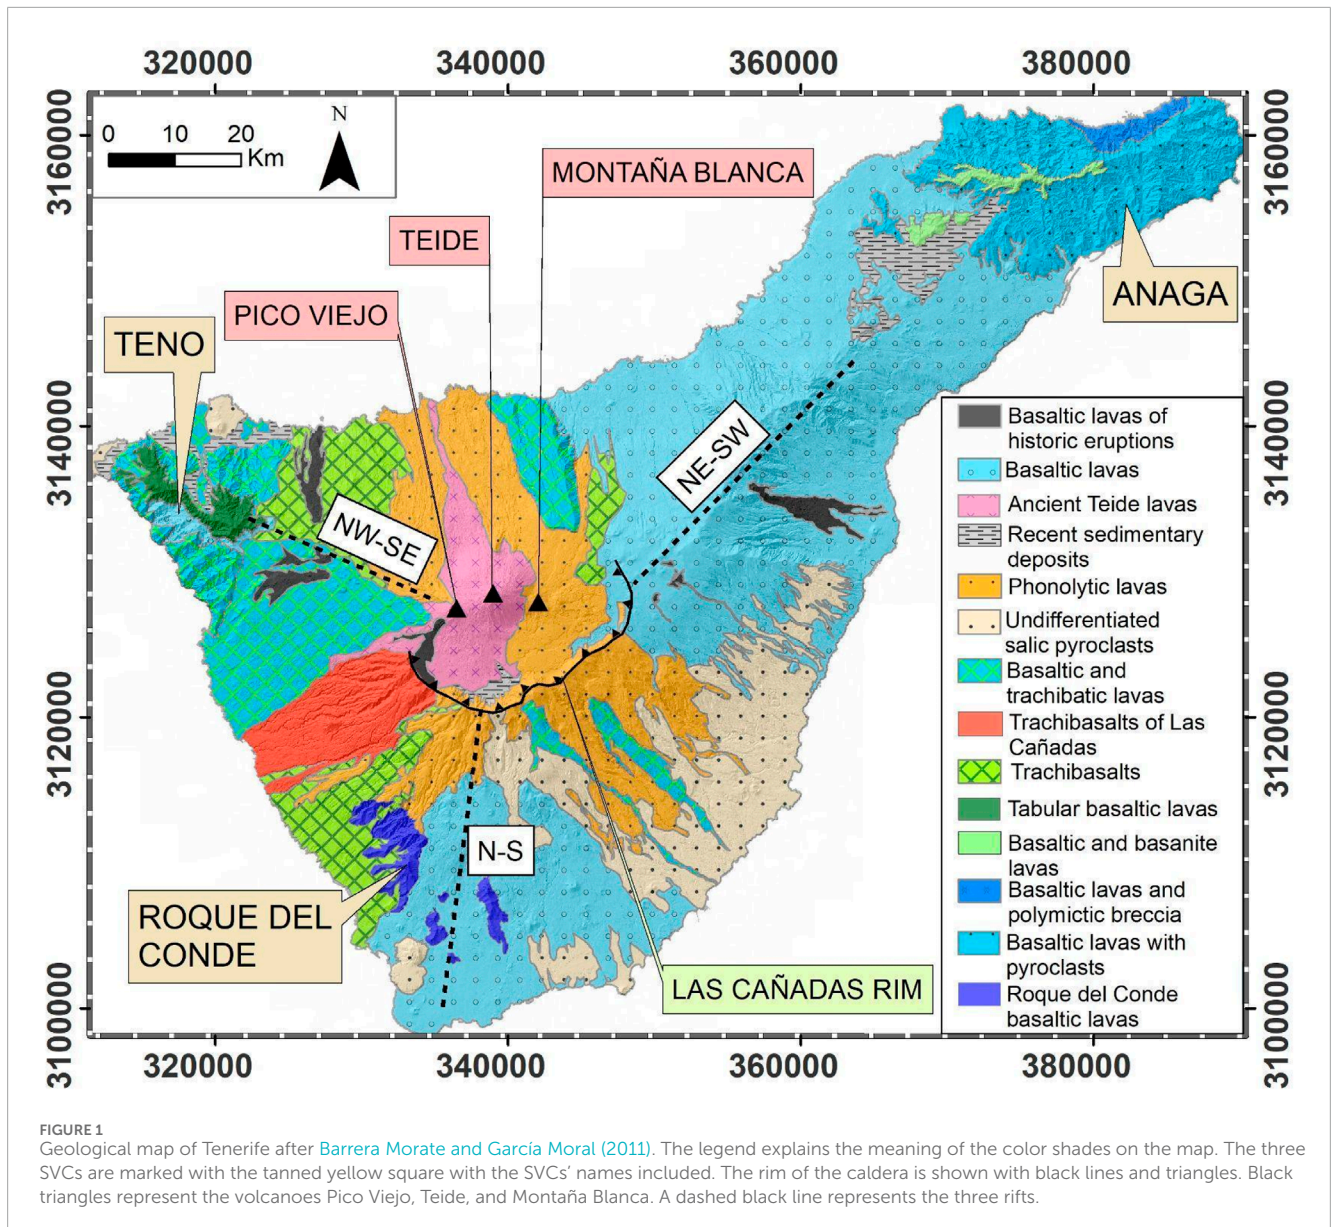 320000
340000
360000
380000
3160000
3140000
3120000
3100000
0 10 20
Km
N
MONTAÑA BLANCA
TEIDE
PICO VIEJO
TENO
ANAGA
NE-SW
NW-SE
N-S
ROQUE DEL
CONDE
LAS CAÑADAS RIM
Basaltic lavas of
historic eruptions
Basaltic lavas
Ancient Teide lavas
Recent sedimentary
deposits
Phonolytic lavas
Undifferentiated
salic pyroclasts
Basaltic and
trachibatic lavas
Trachibasalts of Las
Cañadas
Trachibasalts
Tabular basaltic lavas
Basaltic and basanite
lavas
Basaltic lavas and
polymictic breccia
Basaltic lavas with
pyroclasts
Roque del Conde
basaltic lavas
3160000
3140000
3120000
3100000
320000
340000
360000
380000
FIGURE 1
Geological map of Tenerife after Barrera Morate and García Moral (2011). The legend explains the meaning of the color shades on the map. The three
SVCs are marked with the tanned yellow square with the SVCs' names included. The rim of the caldera is shown with black lines and triangles. Black
triangles represent the volcanoes Pico Viejo, Teide, and Montaña Blanca. A dashed black line represents the three rifts.